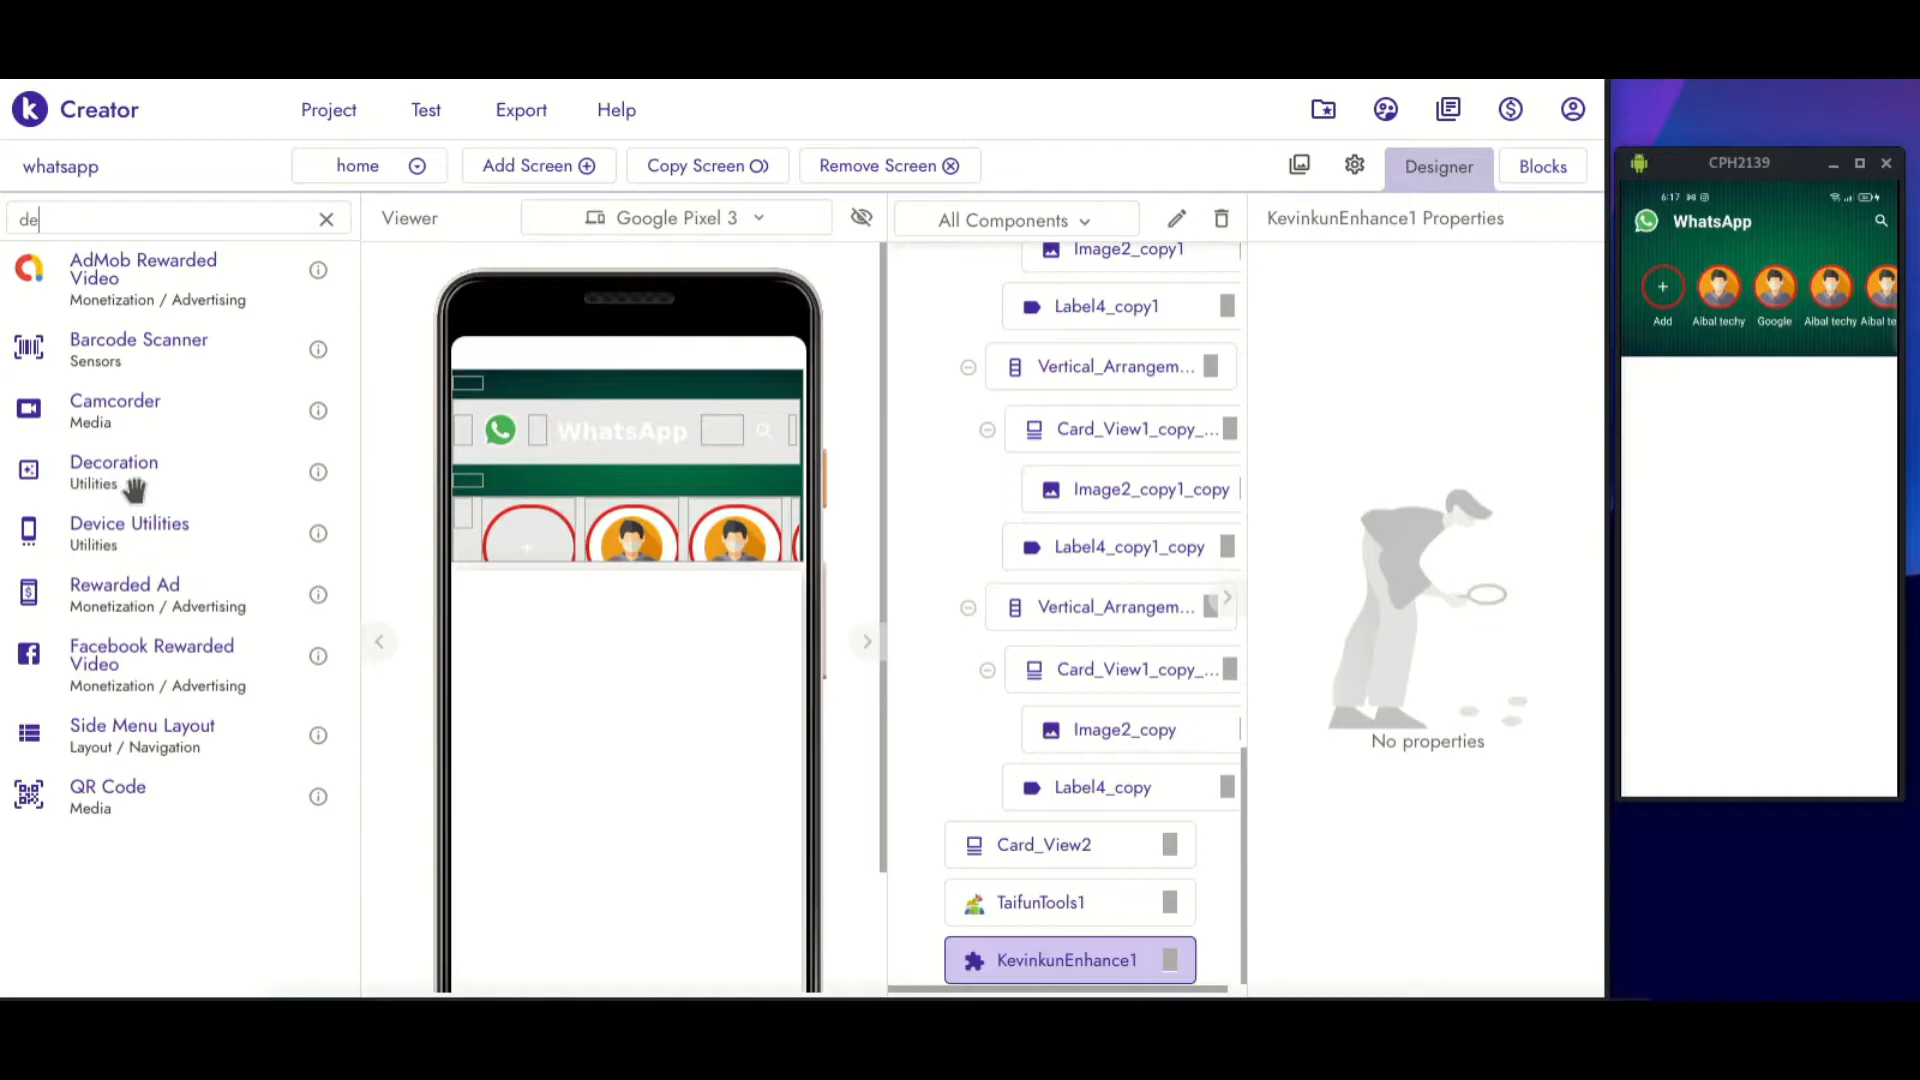 Creator
Project
Test
Export
Help
whatsapp
home
Add Screen
Copy Screen
Remove Screen
Designer
Blocks
de
AdMob Rewarded
Video
Monetization / Advertising
Barcode Scanner
Sensors
Camcorder
Media
Decoration
Utilities
Device Utilities
Utilities
Rewarded Ad
Monetization / Advertising
Facebook Rewarded
Video
Monetization / Advertising
Side Menu Layout
Layout / Navigation
QR Code
Media
Viewer
Google Pixel 3
WhatsApp
All Components
Image2_copy1
Label4_copy1
Vertical_Arrangem...
Card_View1_copy_...
Image2_copy1_copy
Label4_copy1_copy
Vertical_Arrangem...
Card_View1_copy_...
Image2_copy
Label4_copy
Card_View2
TaifunTools1
KevinkunEnhance1
KevinkunEnhance1 Properties
No properties
CPH2139
6:17
WhatsApp
Add
Aibal techy
Google
Aibal techy
Aibal te